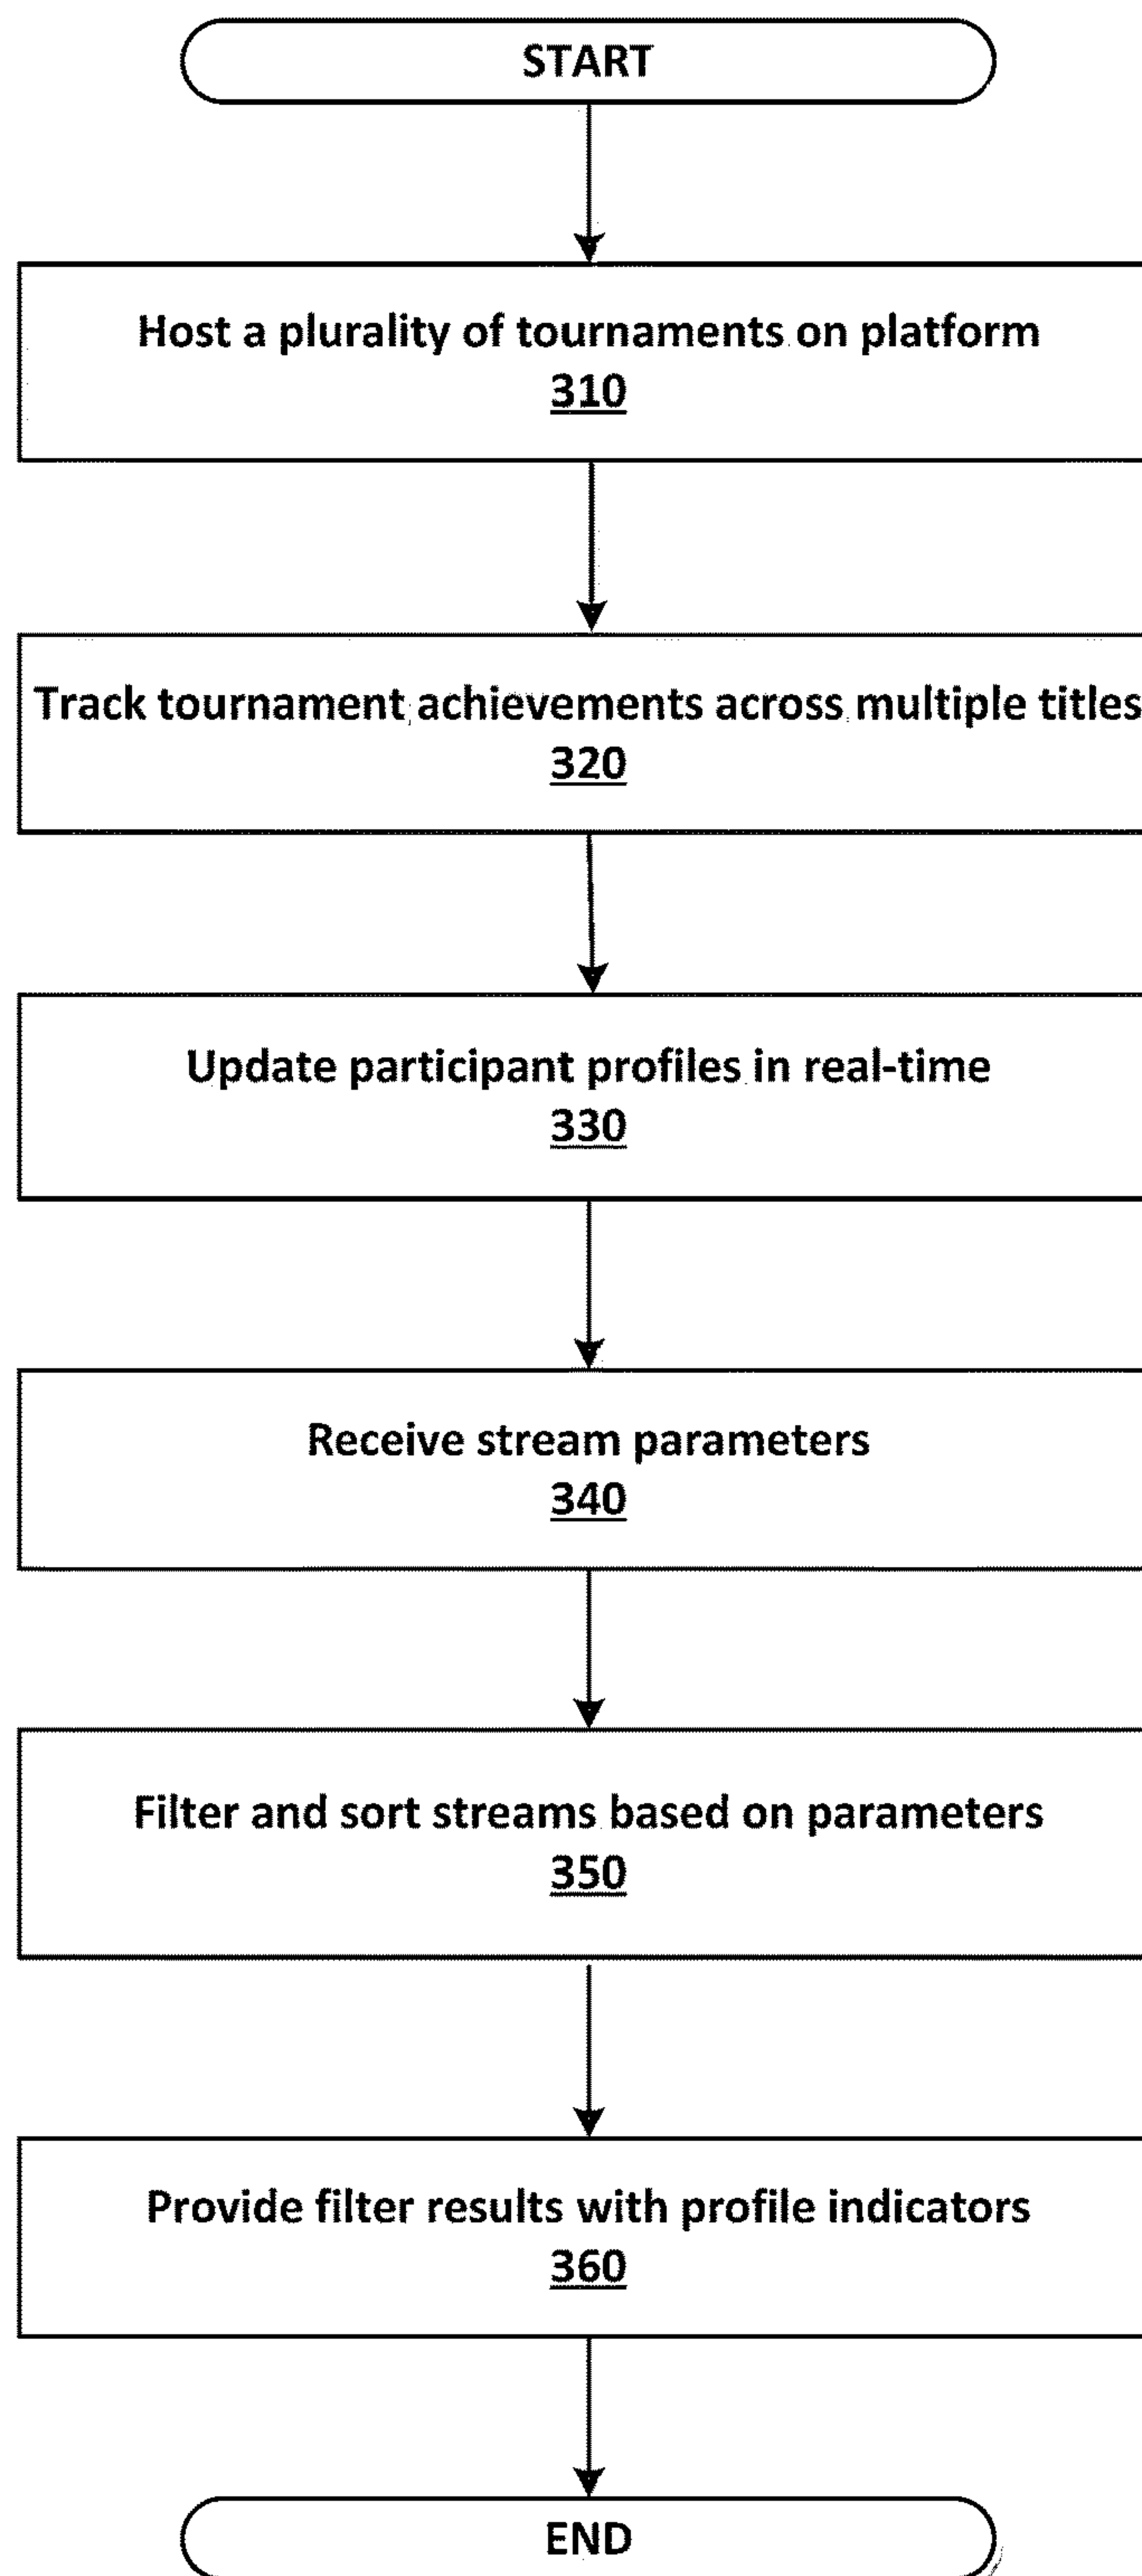 START
Host a plurality of tournaments on platform
310
Track tournament achievements across multiple titles
320
Update participant profiles in real-time
330
Receive stream parameters
340
Filter and sort streams based on parameters
350
Provide filter results with profile indicators
360
END